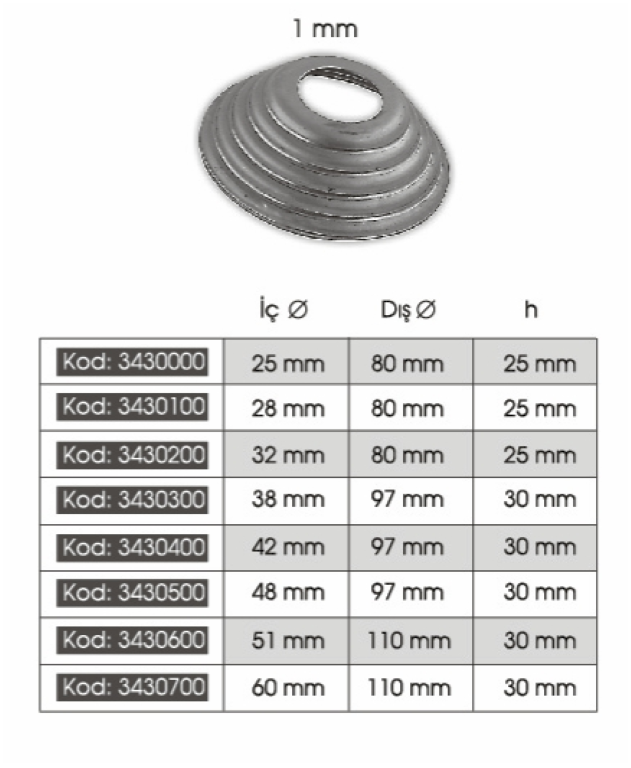 1 mm
İç Ø Dış Ø h
Kod: 3430000 25 mm 80 mm 25 mm
Kod: 3430100 28 mm 80 mm 25 mm
Kod: 3430200 32 mm 80 mm 25 mm
Kod: 3430300 38 mm 97 mm 30 mm
Kod: 3430400 42 mm 97 mm 30 mm
Kod: 3430500 48 mm 97 mm 30 mm
Kod: 3430600 51 mm 110 mm 30 mm
Kod: 3430700 60 mm 110 mm 30 mm